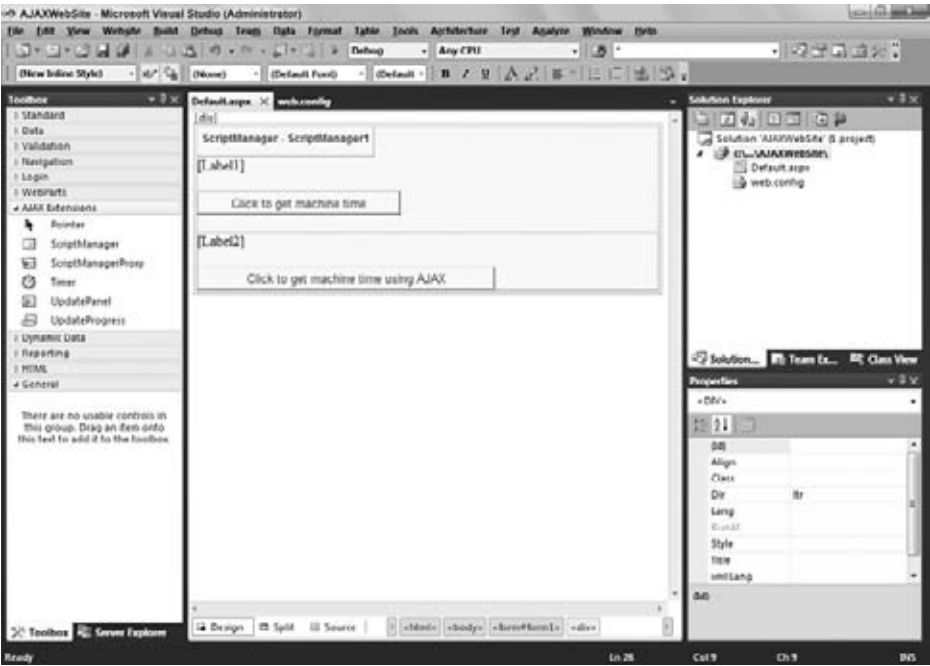 AJAXWebSite - Microsoft Visual Studio (Administrator)
File Edit View Website Build Debug Team Data Format Table Tools Architecture Test Analyze Window Help
Debug Any CPU
(New Inline Style) (None) (Default Font) (Default B I U A
Toolbox
Standard
Data
Validation
Navigation
Login
WebParts
AJAX Extensions
Pointer
ScriptManager
ScriptManagerProxy
Timer
UpdatePanel
UpdateProgress
Dynamic Data
Reporting
HTML
General
There are no usable controls in
this group. Drag an item onto
this text to add it to the toolbox.
Toolbox Server Explorer
Default.aspx web.config
[div]
ScriptManager - ScriptManager1
[Label1]
Click to get machine time
[Label2]
Click to get machine time using AJAX
Design Split Source <html> <body> <form#form1> <div>
Solution Explorer
Solution 'AJAXWebSite' (1 project)
C:\...\AJAXWebSite\
Default.aspx
web.config
Solution... Team Ex... Class View
Properties
<DIV>
(Id)
Align
Class
Dir ltr
Lang
RunAt
Style
Title
xml:lang
(Id)
Ready Ln 26 Col 9 Ch 9 INS